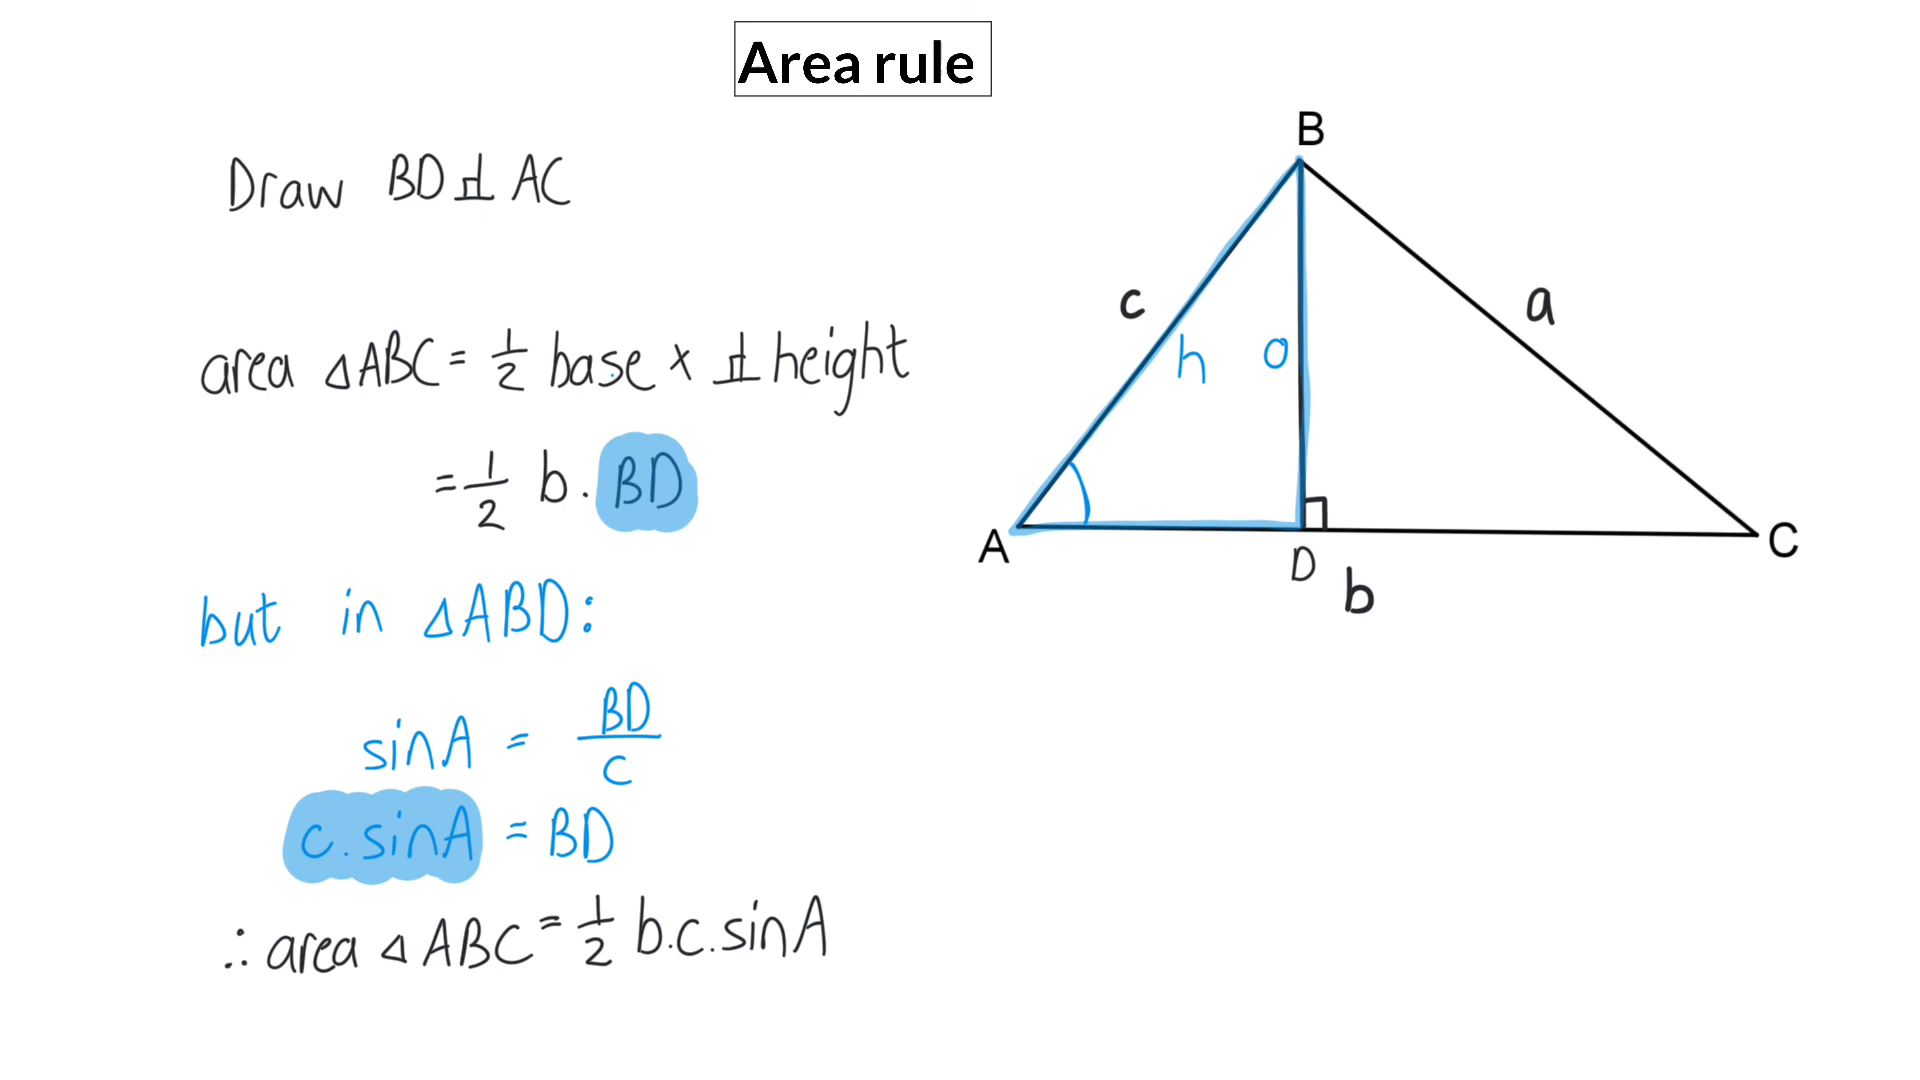 Area rule
Draw BD ⊥ AC
area △ABC = 1/2 base × ⊥ height
= 1/2 b . BD
but in △ABD:
sinA = BD/c
c . sinA = BD
∴ area △ABC = 1/2 b.c.sinA
B
c
a
h
o
A
D
C
b